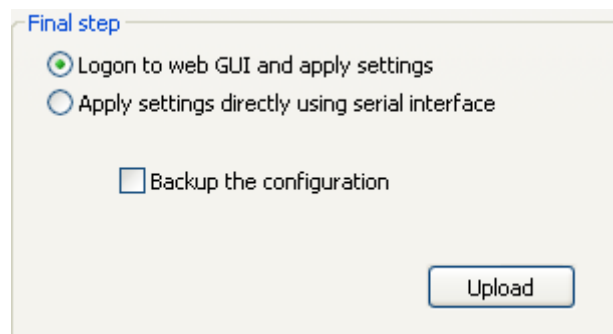 Final step
Logon to web GUI and apply settings
Apply settings directly using serial interface
Backup the configuration
Upload